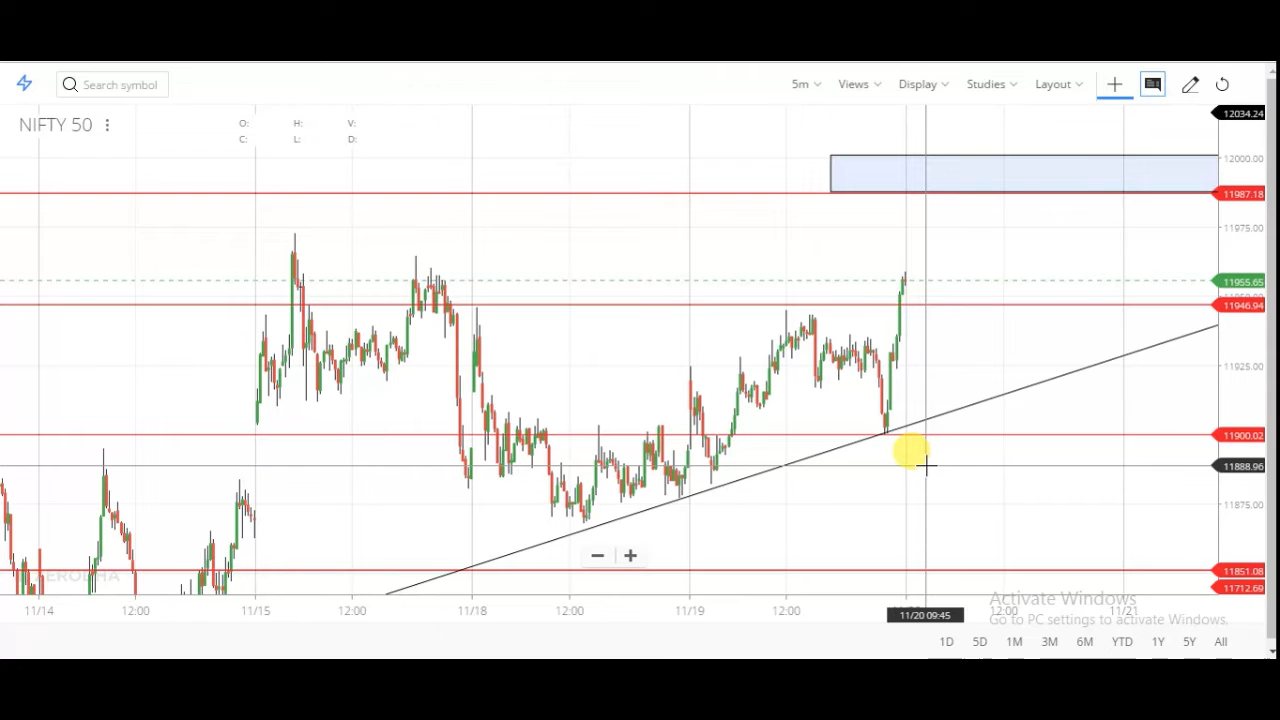 Search symbol
5m Views Display Studies Layout
12034.24
NIFTY 50
O: H: V:
C: L: D:
12000.00
11987.18
11975.00
11955.65
11946.94
11925.00
11900.02
11888.96
11875.00
11851.08
11712.69
11/14 12:00 11/15 12:00 11/18 12:00 11/19 12:00 11/20 09:45 12:00 11/21
Activate Windows
Go to PC settings to activate Windows.
1D 5D 1M 3M 6M YTD 1Y 5Y All